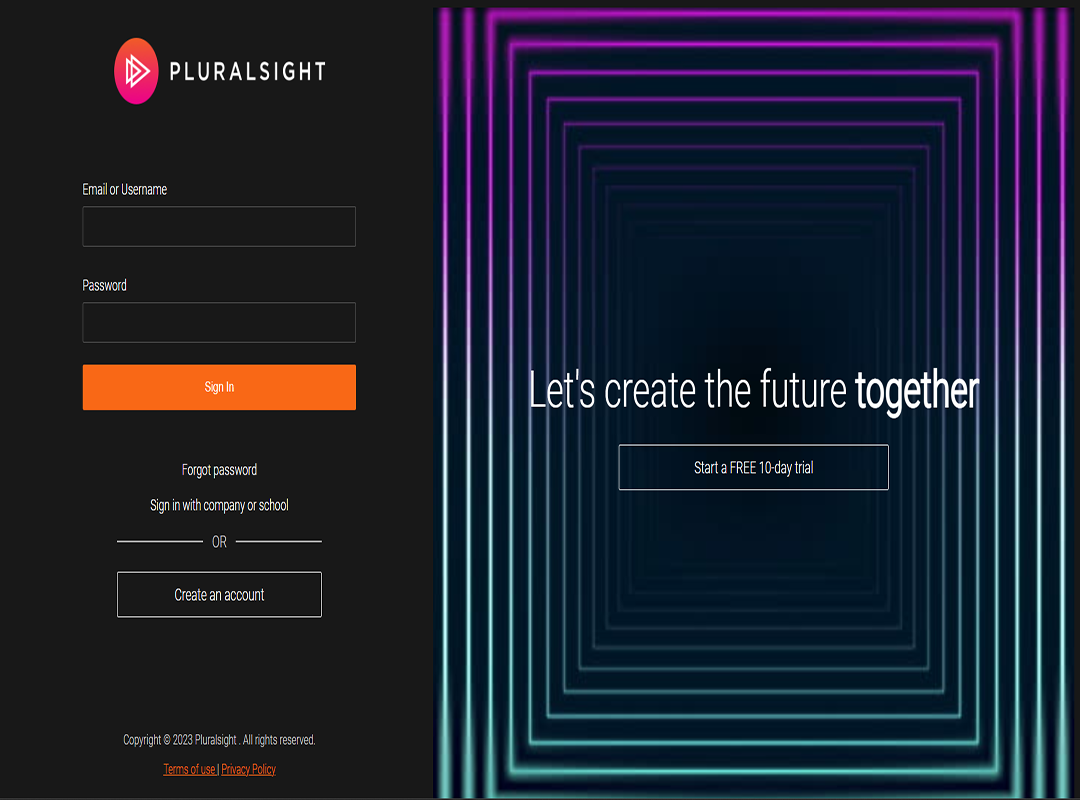 PLURALSIGHT
Email or Username
Password
Sign In
Forgot password
Sign in with company or school
OR
Create an account
Copyright © 2023 Pluralsight . All rights reserved.
Terms of use | Privacy Policy
Let's create the future together
Start a FREE 10-day trial